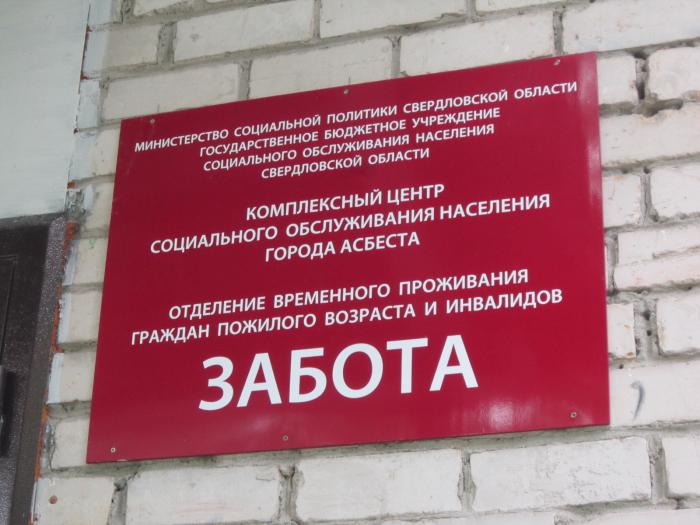 МИНИСТЕРСТВО СОЦИАЛЬНОЙ ПОЛИТИКИ СВЕРДЛОВСКОЙ ОБЛАСТИ
ГОСУДАРСТВЕННОЕ БЮДЖЕТНОЕ УЧРЕЖДЕНИЕ
СОЦИАЛЬНОГО ОБСЛУЖИВАНИЯ НАСЕЛЕНИЯ
СВЕРДЛОВСКОЙ ОБЛАСТИ
КОМПЛЕКСНЫЙ ЦЕНТР
СОЦИАЛЬНОГО ОБСЛУЖИВАНИЯ НАСЕЛЕНИЯ
ГОРОДА АСБЕСТА
ОТДЕЛЕНИЕ ВРЕМЕННОГО ПРОЖИВАНИЯ
ГРАЖДАН ПОЖИЛОГО ВОЗРАСТА И ИНВАЛИДОВ
ЗАБОТА